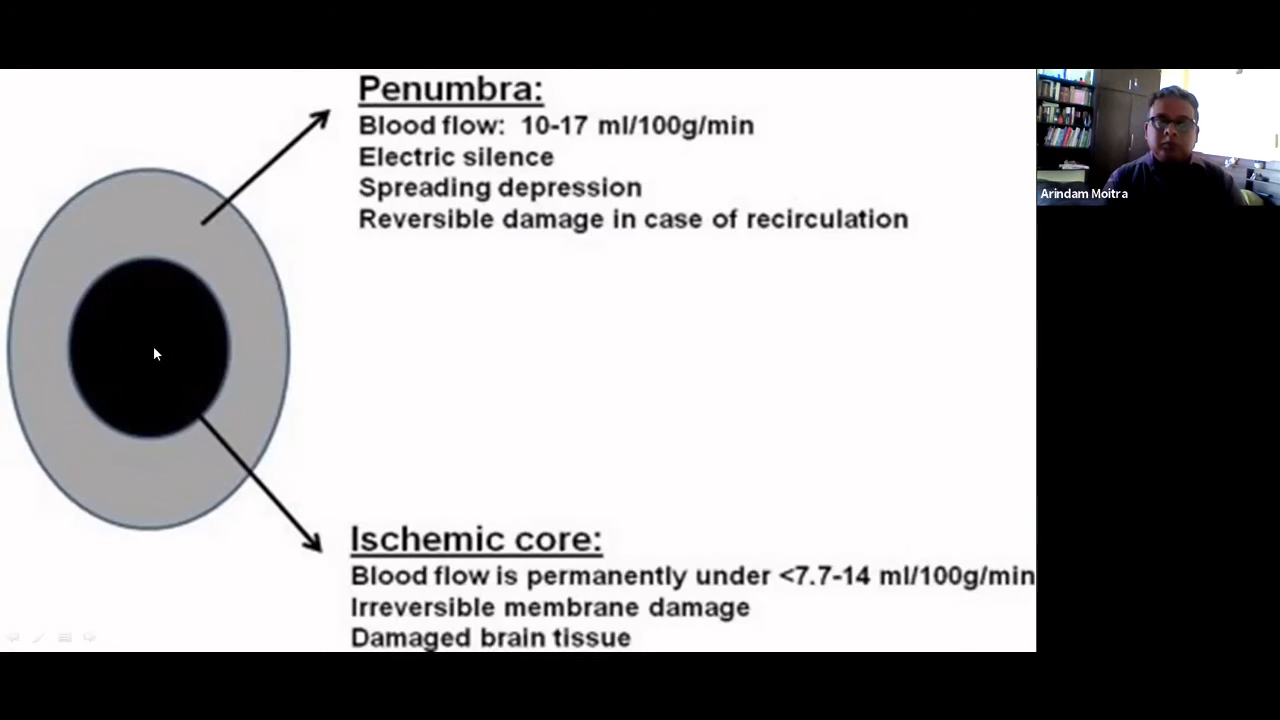 Penumbra:
Blood flow: 10-17 ml/100g/min
Electric silence
Spreading depression
Reversible damage in case of recirculation
Arindam Moitra
Ischemic core:
Blood flow is permanently under <7.7-14 ml/100g/min
Irreversible membrane damage
Damaged brain tissue